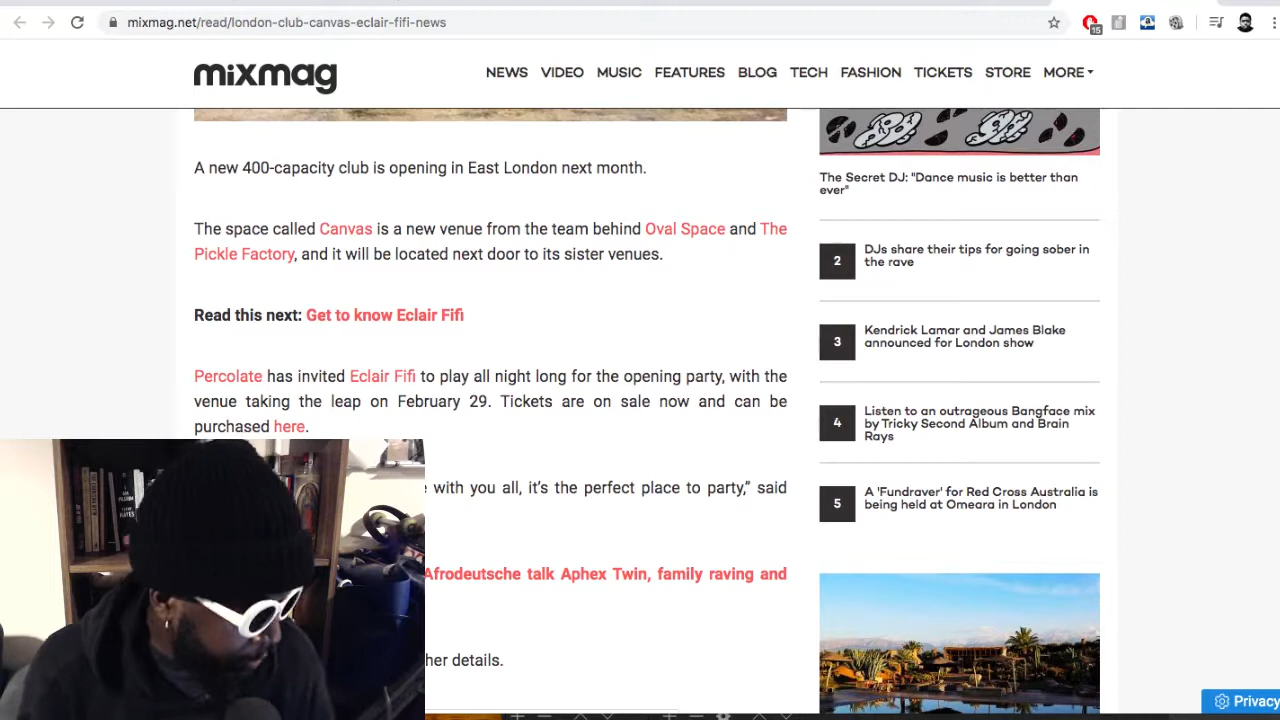 mixmag.net/read/london-club-canvas-eclair-fifi-news
15
mixmag
NEWS VIDEO MUSIC FEATURES BLOG TECH FASHION TICKETS STORE MORE
A new 400-capacity club is opening in East London next month.
The space called Canvas is a new venue from the team behind Oval Space and The
Pickle Factory, and it will be located next door to its sister venues.
Read this next: Get to know Eclair Fifi
Percolate has invited Eclair Fifi to play all night long for the opening party, with the
venue taking the leap on February 29. Tickets are on sale now and can be
purchased here.
with you all, it's the perfect place to party,” said
Afrodeutsche talk Aphex Twin, family raving and
her details.
The Secret DJ: "Dance music is better than
ever"
2
DJs share their tips for going sober in
the rave
3
Kendrick Lamar and James Blake
announced for London show
4
Listen to an outrageous Bangface mix
by Tricky Second Album and Brain
Rays
5
A 'Fundraver' for Red Cross Australia is
being held at Omeara in London
Privacy